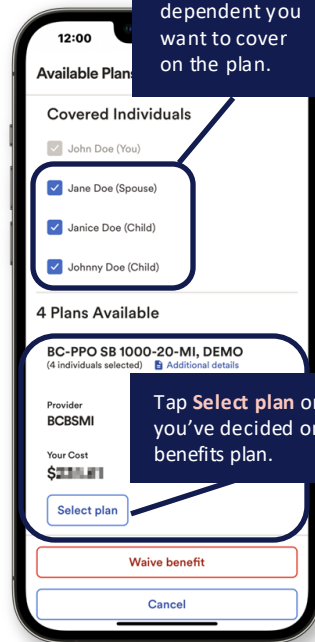 dependent you
want to cover
on the plan.
12:00
Available Plans
Covered Individuals
John Doe (You)
Jane Doe (Spouse)
Janice Doe (Child)
Johnny Doe (Child)
4 Plans Available
BC-PPO SB 1000-20-MI, DEMO
(4 individuals selected) Additional details
Provider
BCBSMI
Your Cost
$
Tap Select plan
you've decided
benefits plan.
Select plan
Waive benefit
Cancel